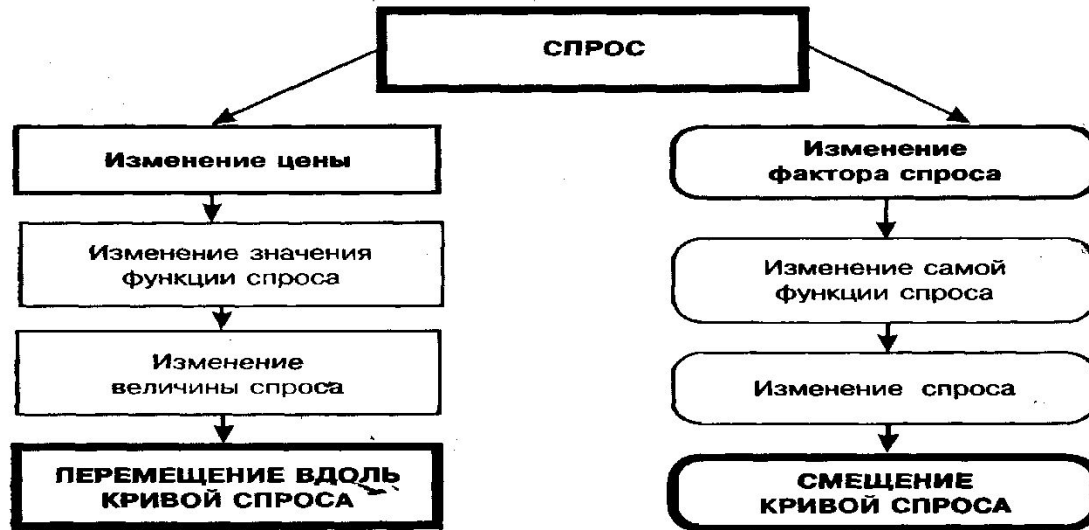 СПРОС
Изменение цены
Изменение значения
функции спроса
Изменение
величины спроса
ПЕРЕМЕЩЕНИЕ ВДОЛЬ
КРИВОЙ СПРОСА
Изменение
фактора спроса
Изменение самой
функции спроса
Изменение спроса
СМЕЩЕНИЕ
КРИВОЙ СПРОСА